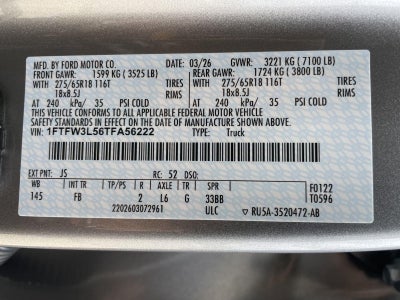 MFD. BY FORD MOTOR CO. 03/26 GVWR: 3221 KG ( 7100 LB)
FRONT GAWR: 1599 KG ( 3525 LB) REAR GAWR: 1724 KG ( 3800 LB)
275/65R18 116T TIRES 275/65R18 116T TIRES
18x8.5J RIMS 18x8.5J RIMS
AT 240 kPa/ 35 PSI COLD AT 240 kPa/ 35 PSI COLD
THIS VEHICLE CONFORMS TO ALL APPLICABLE FEDERAL MOTOR VEHICLE
SAFETY STANDARDS IN EFFECT ON THE DATE OF MANUFACTURE SHOWN ABOVE.
VIN: 1FTFW3L56TFA56222 TYPE: Truck
EXT PNT: JS RC: 52 DSO:
WB INT TR TP/PS R AXLE TR SPR F0122
145 FB 2 L6 G 33BB T0596
2202603072961 ULC RU5A-3520472-AB